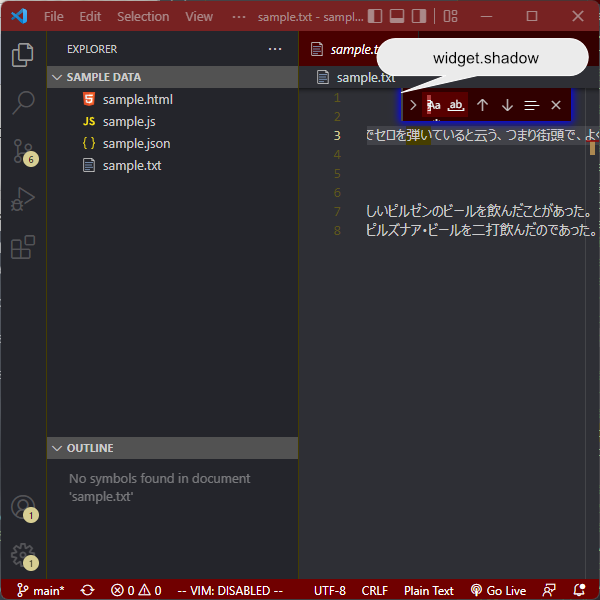 File Edit Selection View ··· sample.txt - sampl...
EXPLORER ···
sample.t
widget.shadow
SAMPLE DATA
sample.txt
sample.html
JS sample.js
{ } sample.json
sample.txt
Aa ab
1
2
3 でセロを弾いていると云う、つまり街頭で、よく
4
5
6
7 しいピルゼンのビールを飲んだことがあった。
8 ピルズナア・ビールを二打飲んだのであった。
6
OUTLINE
No symbols found in document
'sample.txt'
1
1
main* 0 0 -- VIM: DISABLED -- UTF-8 CRLF Plain Text Go Live